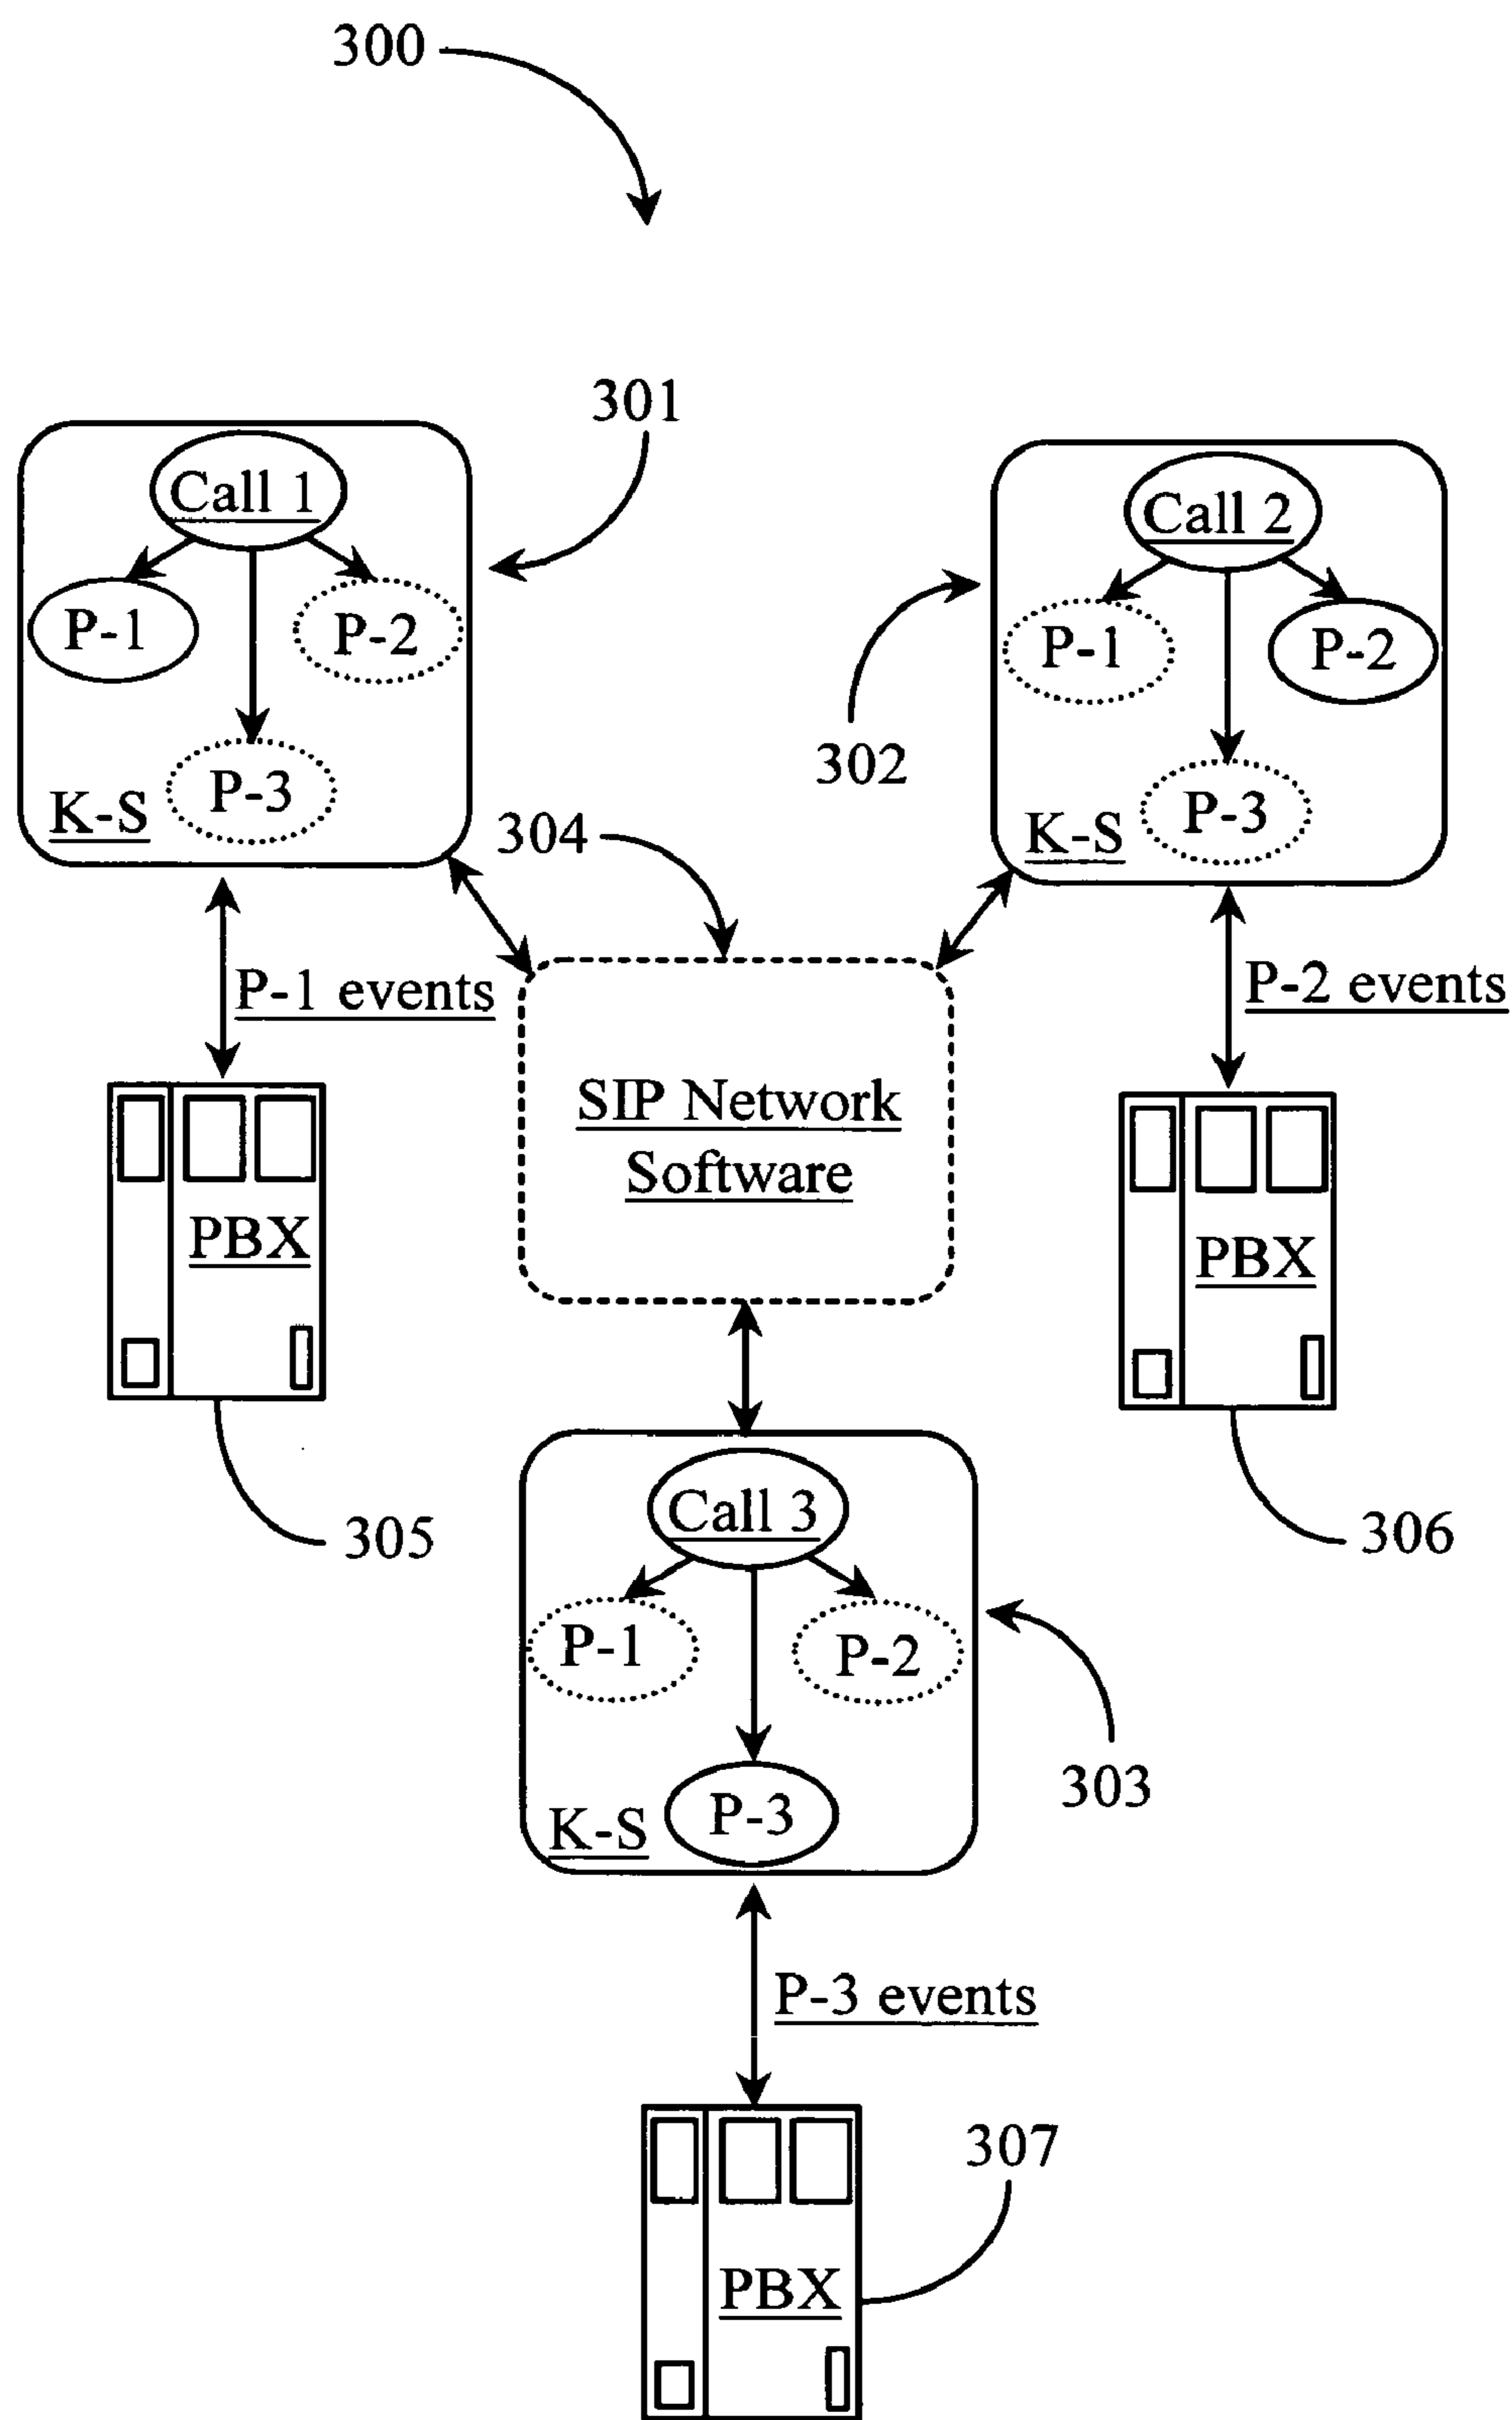 300
301
Call 1
P-1
P-2
P-3
K-S
302
Call 2
P-1
P-2
P-3
K-S
304
P-1 events
P-2 events
SIP Network
Software
PBX
PBX
305
306
Call 3
P-1
P-2
P-3
K-S
303
P-3 events
307
PBX